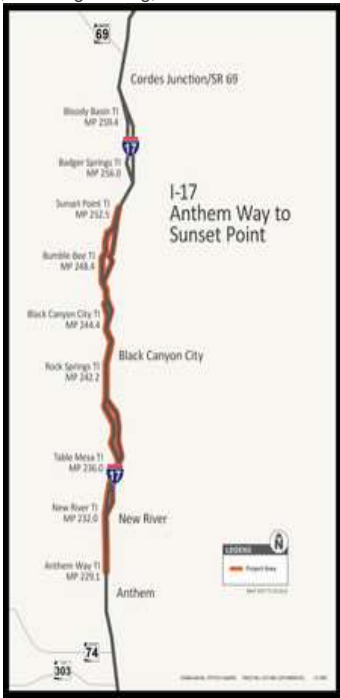 69
Cordes Junction/SR 69
Bloody Basin TI
MP 259.4
17
Badger Springs TI
MP 256.0
I-17
Anthem Way to
Sunset Point
Sunset Point TI
MP 252.5
Bumble Bee TI
MP 248.4
Black Canyon City TI
MP 244.4
Black Canyon City
Rock Springs TI
MP 242.2
Table Mesa TI
MP 236.0
17
New River TI
MP 232.0
New River
N
LEGEND
Project Area
MAP NOT TO SCALE
Anthem Way TI
MP 229.1
Anthem
74
303